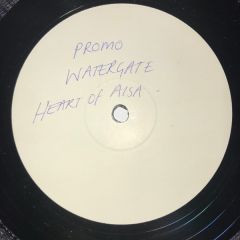 PROMO
WATERGATE
HEART OF AISA -